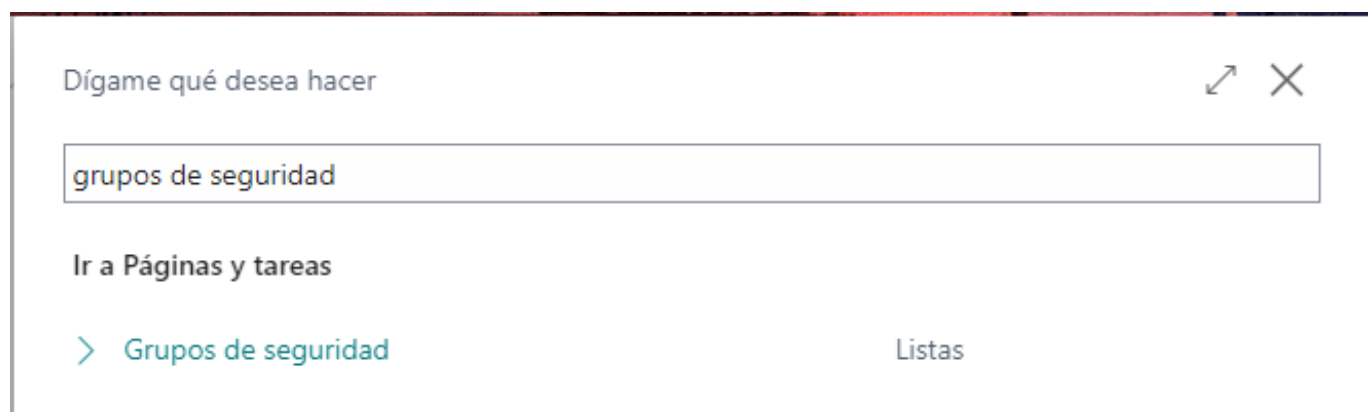 Dígame qué desea hacer
grupos de seguridad
Ir a Páginas y tareas
Grupos de seguridad Listas